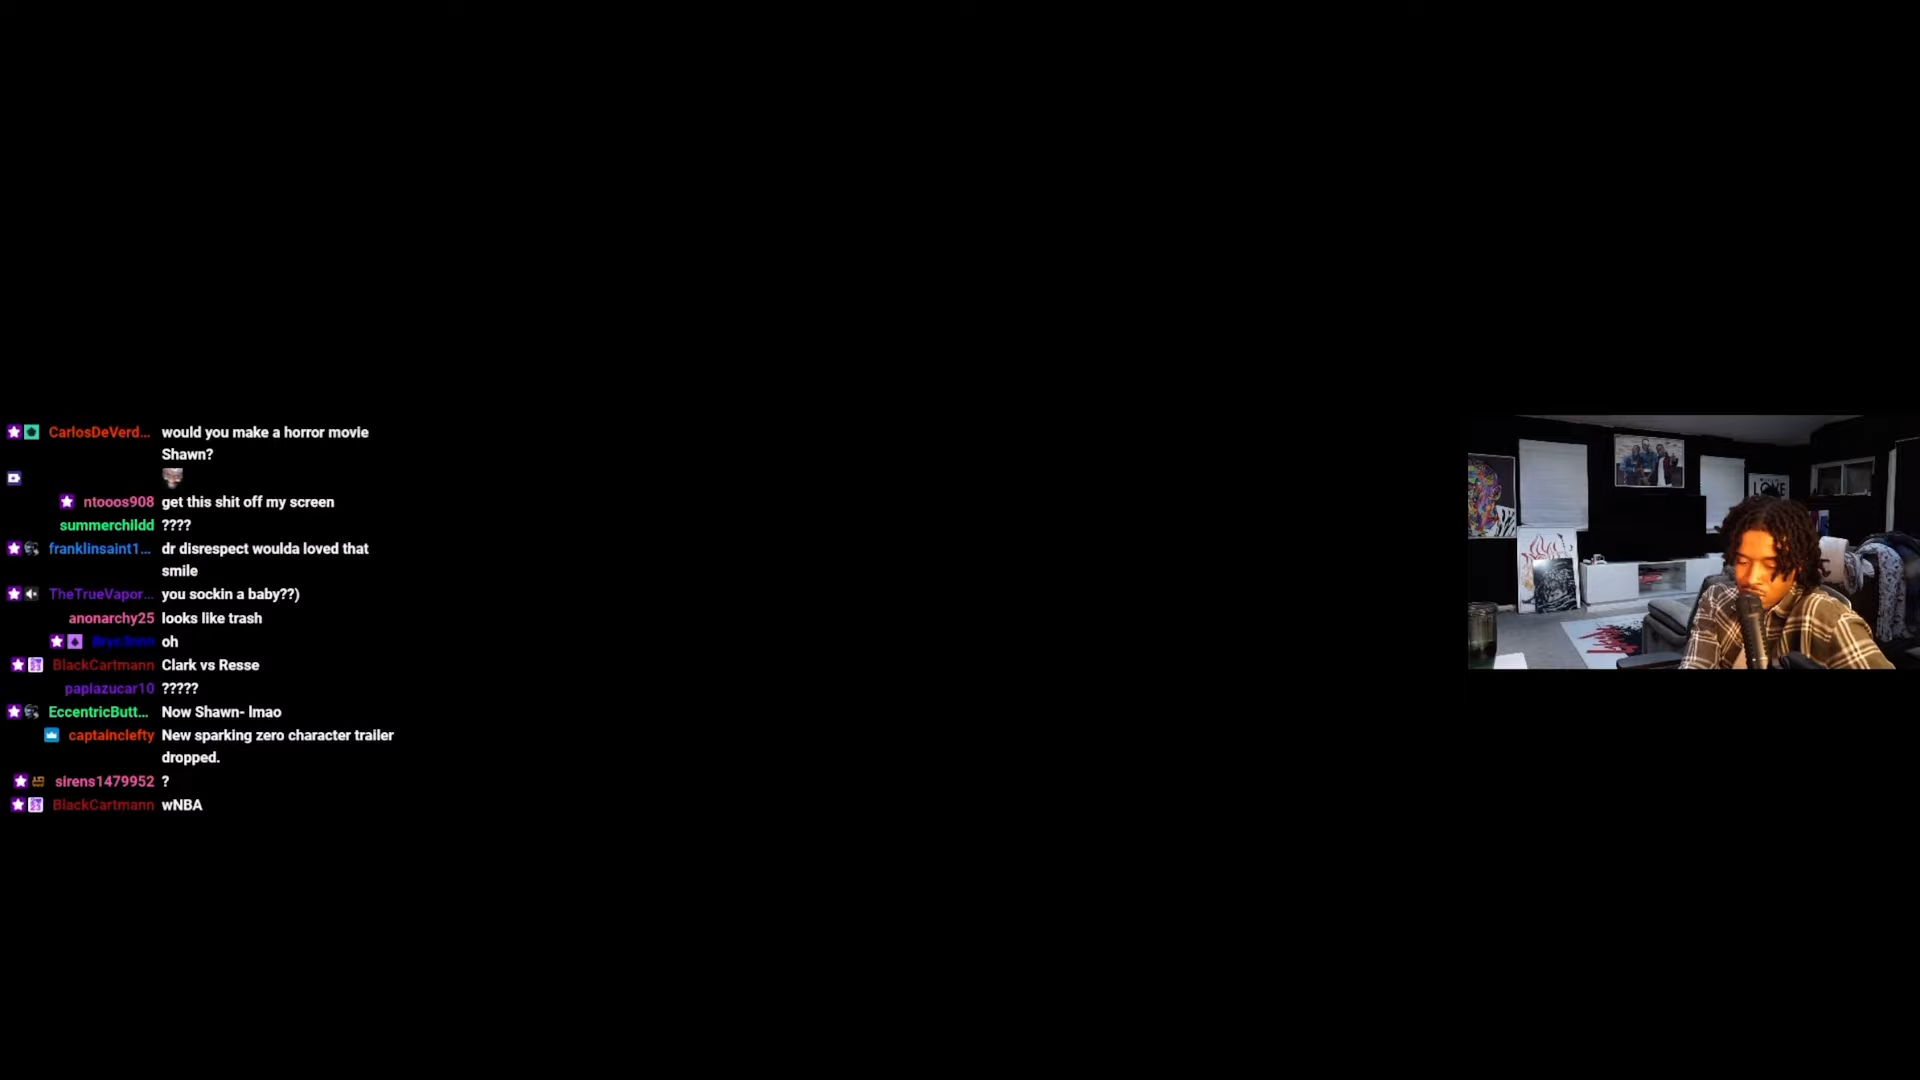 CarlosDeVerd... would you make a horror movie
Shawn?
ntooos908 get this shit off my screen
summerchildd ????
franklinsaint1... dr disrespect woulda loved that
smile
TheTrueVapor... you sockin a baby??)
anonarchy25 looks like trash
oh
BlackCartmann Clark vs Resse
papiazucar10 ?????
EccentricButt... Now Shawn- lmao
captainclefty New sparking zero character trailer
dropped.
sirens1479952 ?
BlackCartmann wNBA
LOVE